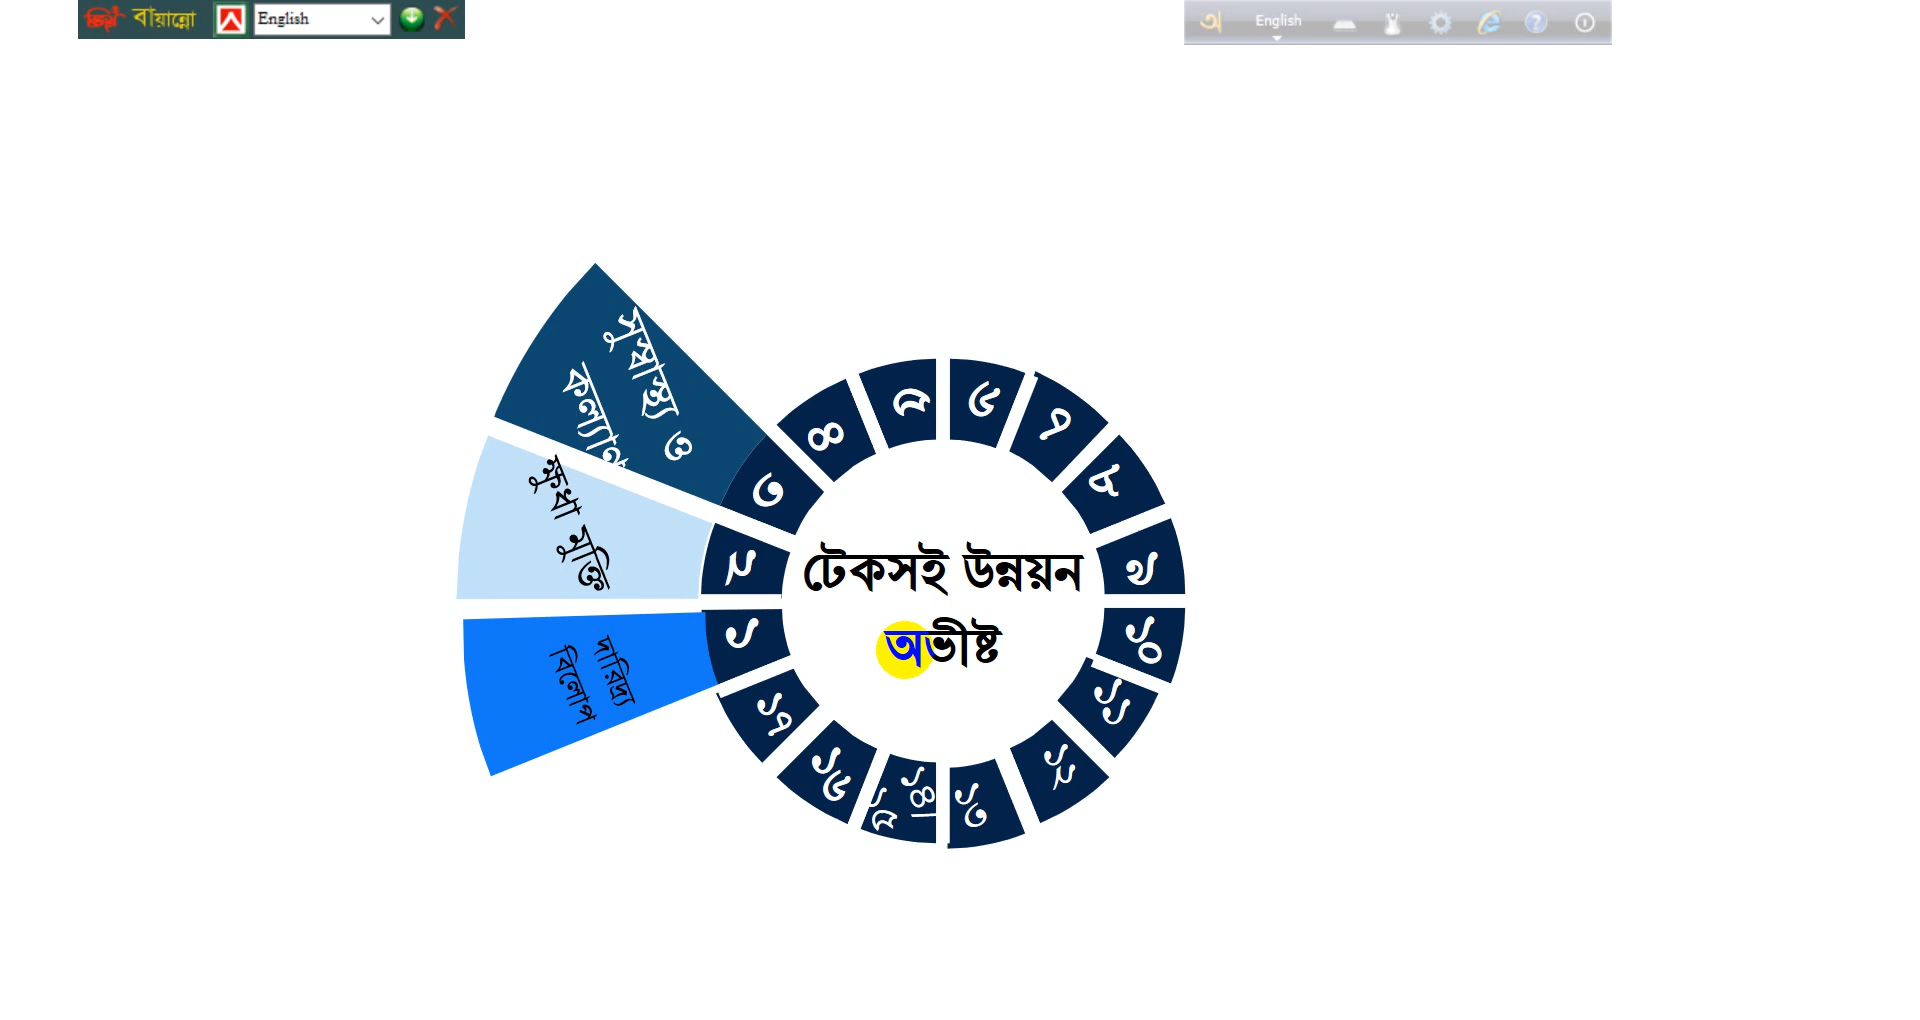 বায়ান্নো
English
অ English
সুস্বাস্থ্য ও
কল্যাণ
ক্ষুধা মুক্তি
দারিদ্র্য
বিলোপ
১
২
৩
৪
৫
৬
৭
৮
৯
১০
১১
১২
১৩
১৪।
১৫
১৬
১৭
টেকসই উন্নয়ন
অভীষ্ট